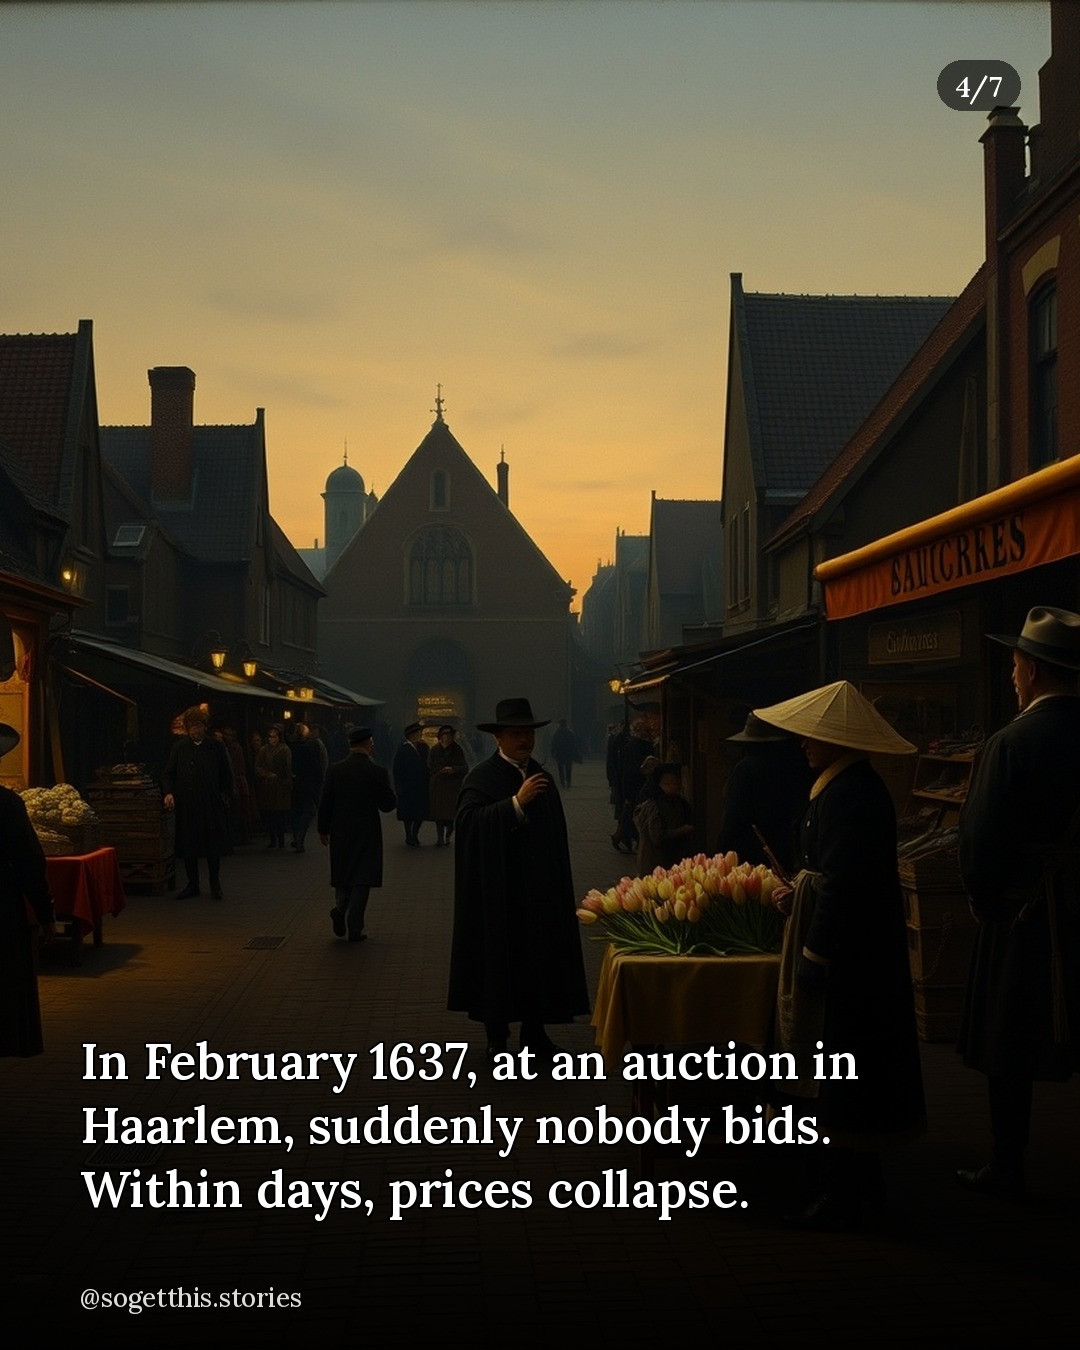 4/7
SAUCRRES
In February 1637, at an auction in
Haarlem, suddenly nobody bids.
Within days, prices collapse.
@sogetthis.stories